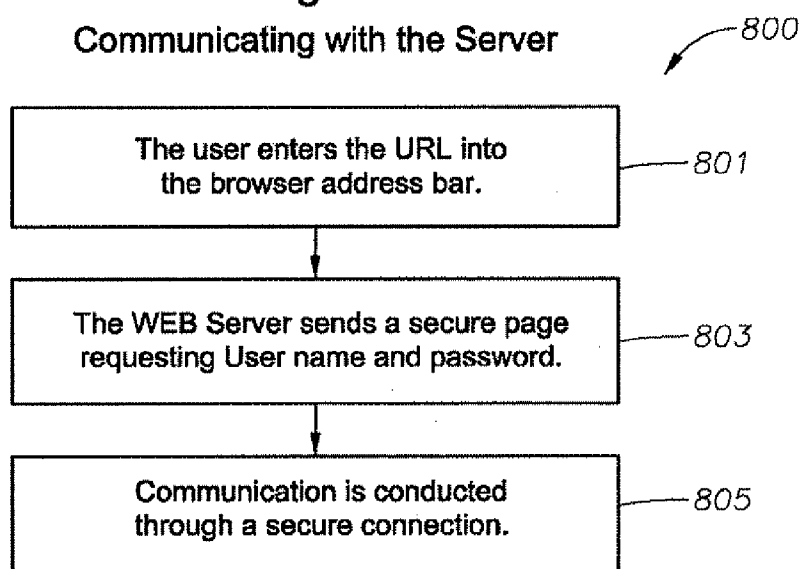 Communicating with the Server
800
The user enters the URL into
the browser address bar.
801
The WEB Server sends a secure page
requesting User name and password.
803
Communication is conducted
through a secure connection.
805